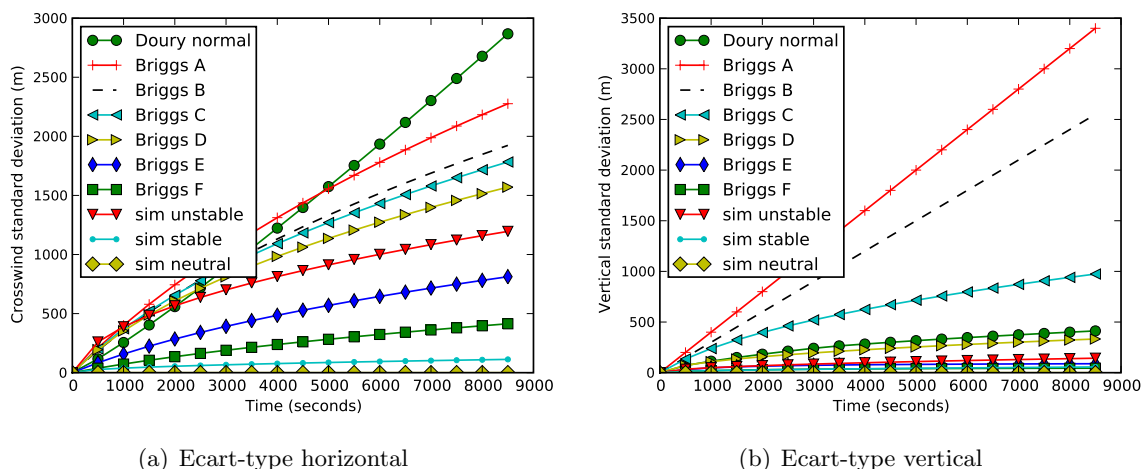 3000
2500
2000
1500
1000
500
0
0 1000 2000 3000 4000 5000 6000 7000 8000 9000
Time (seconds)
Crosswind standard deviation (m)
Doury normal
Briggs A
Briggs B
Briggs C
Briggs D
Briggs E
Briggs F
sim unstable
sim stable
sim neutral
(a) Ecart-type horizontal
3500
3000
2500
2000
1500
1000
500
0
0 1000 2000 3000 4000 5000 6000 7000 8000 9000
Time (seconds)
Vertical standard deviation (m)
Doury normal
Briggs A
Briggs B
Briggs C
Briggs D
Briggs E
Briggs F
sim unstable
sim stable
sim neutral
(b) Ecart-type vertical